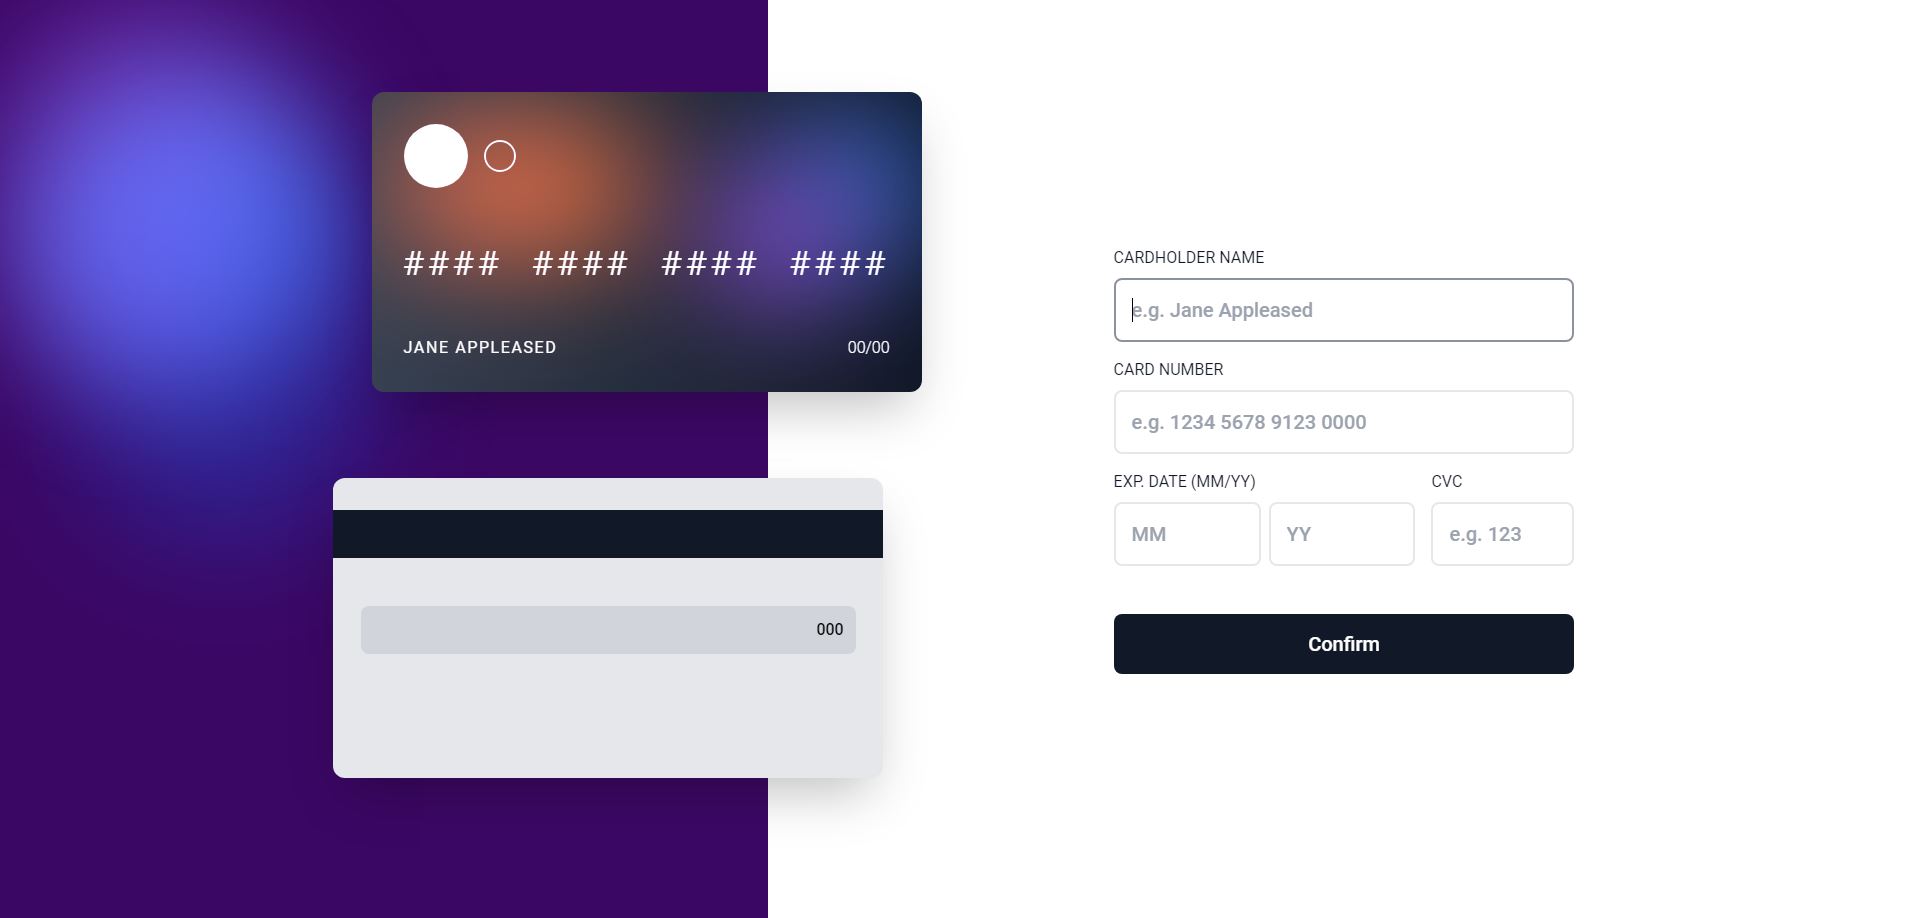 #### #### #### ####
JANE APPLEASED 00/00
000
CARDHOLDER NAME
e.g. Jane Appleased
CARD NUMBER
e.g. 1234 5678 9123 0000
EXP. DATE (MM/YY) CVC
MM YY e.g. 123
Confirm